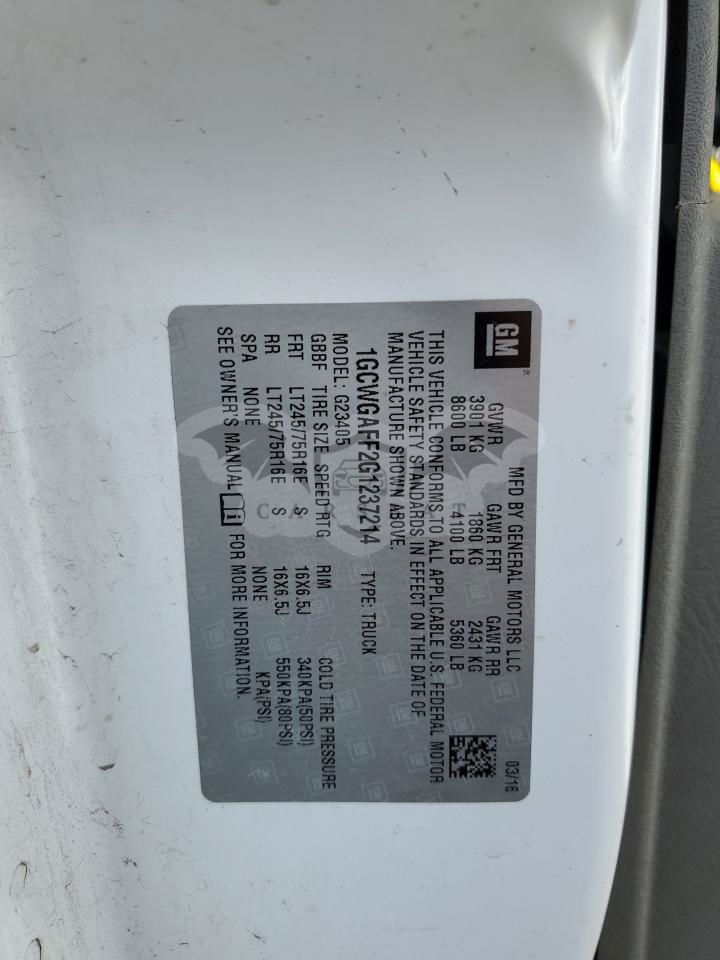 GM
MFD BY GENERAL MOTORS LLC 03/16
GVWR GAWR FRT GAWR RR
3901 KG 1860 KG 2431 KG
8600 LB 4100 LB 5360 LB
THIS VEHICLE CONFORMS TO ALL APPLICABLE U.S. FEDERAL MOTOR
VEHICLE SAFETY STANDARDS IN EFFECT ON THE DATE OF
MANUFACTURE SHOWN ABOVE.
1GCWGAFF2G1237214 TYPE: TRUCK
MODEL: G23405
GBBF TIRE SIZE SPEED RTG RIM COLD TIRE PRESSURE
FRT LT245/75R16E S 16X6.5J 340KPA(50PSI)
RR LT245/75R16E S 16X6.5J 550KPA(80PSI)
SPA NONE NONE KPA(PSI)
SEE OWNER'S MANUAL FOR MORE INFORMATION.